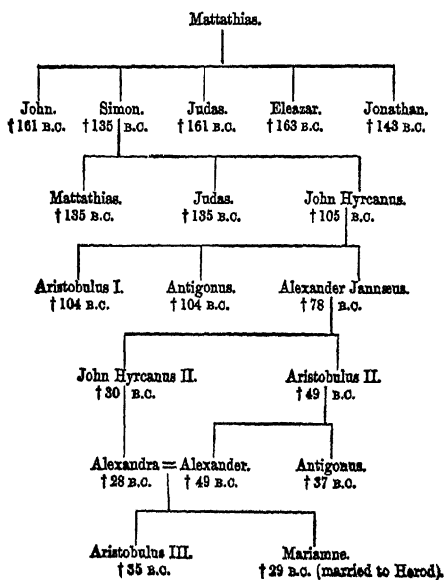 Mattathias.
John. Simon. Judas. Eleazar. Jonathan.
† 161 B.C. † 135 B.C. † 161 B.C. † 163 B.C. † 143 B.C.
Mattathias. Judas. John Hyrcanus.
† 135 B.C. † 135 B.C. † 105 B.C.
Aristobulus I. Antigonus. Alexander Jannæus.
† 104 B.C. † 104 B.C. † 78 B.C.
John Hyrcanus II. Aristobulus II.
† 30 B.C. † 49 B.C.
Alexandra = Alexander. Antigonus.
† 28 B.C. † 49 B.C. † 37 B.C.
Aristobulus III. Mariamne.
† 35 B.C. † 29 B.C. (married to Herod).